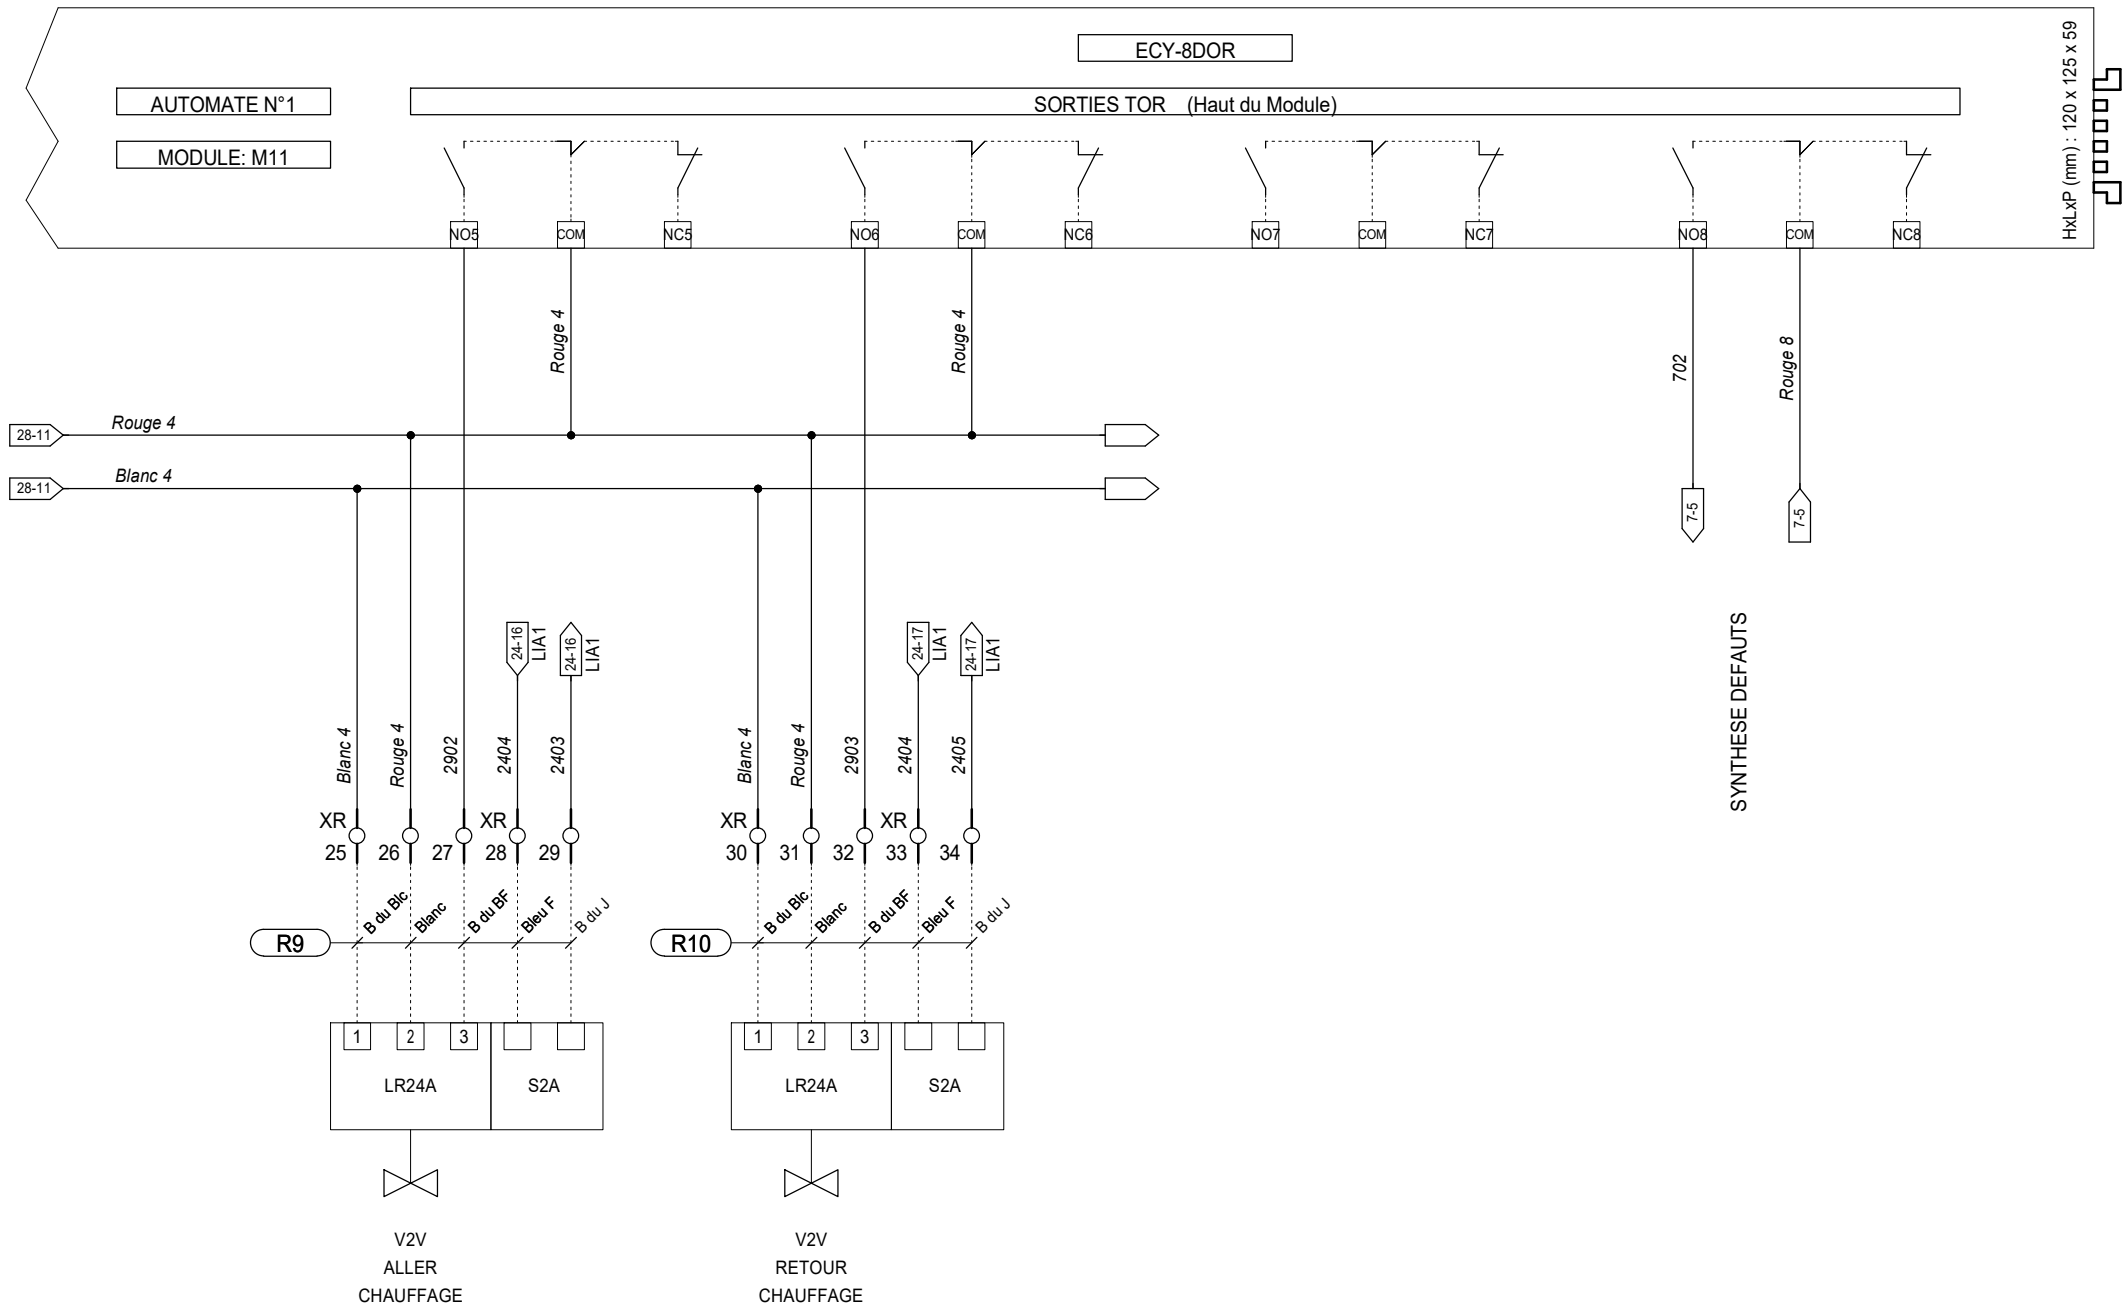 ECY-8DOR
HxLxP (mm) : 120 x 125 x 59
AUTOMATE N°1
SORTIES TOR (Haut du Module)
MODULE: M11
NO5 COM NC5 NO6 COM NC6 NO7 COM NC7 NO8 COM NC8
Rouge 4
Rouge 4
702
Rouge 8
28-11 Rouge 4
28-11 Blanc 4
7-5
7-5
24-16
LIA1
24-16
LIA1
24-17
LIA1
24-17
LIA1
SYNTHESE DEFAUTS
Blanc 4
Rouge 4
2902
2404
2403
Blanc 4
Rouge 4
2903
2404
2405
XR XR XR XR
25 26 27 28 29 30 31 32 33 34
B du Blc
Blanc
B du BF
Bleu F
B du J
B du Blc
Blanc
B du BF
Bleu F
B du J
R9 R10
1 2 3 1 2 3
LR24A S2A LR24A S2A
V2V
ALLER
CHAUFFAGE
V2V
RETOUR
CHAUFFAGE